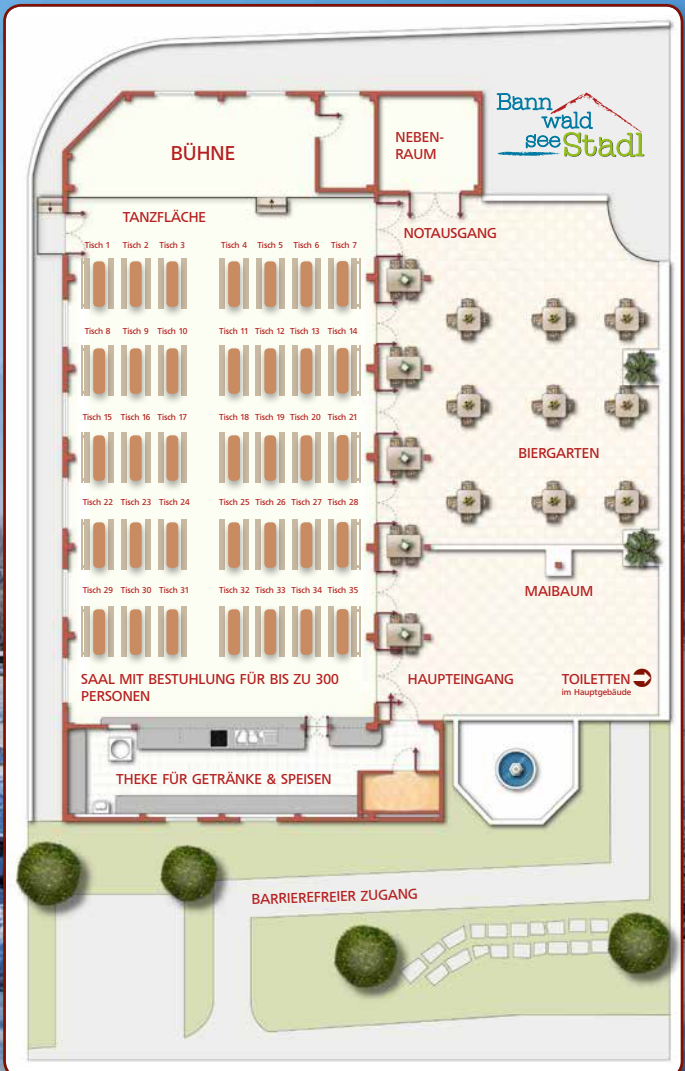 Bann
wald
see Stadl
BÜHNE
NEBEN-
RAUM
TANZFLÄCHE
NOTAUSGANG
Tisch 1 Tisch 2 Tisch 3 Tisch 4 Tisch 5 Tisch 6 Tisch 7
Tisch 8 Tisch 9 Tisch 10 Tisch 11 Tisch 12 Tisch 13 Tisch 14
Tisch 15 Tisch 16 Tisch 17 Tisch 18 Tisch 19 Tisch 20 Tisch 21
BIERGARTEN
Tisch 22 Tisch 23 Tisch 24 Tisch 25 Tisch 26 Tisch 27 Tisch 28
Tisch 29 Tisch 30 Tisch 31 Tisch 32 Tisch 33 Tisch 34 Tisch 35
MAIBAUM
SAAL MIT BESTUHLUNG FÜR BIS ZU 300
PERSONEN
HAUPTEINGANG
TOILETTEN
im Hauptgebäude
THEKE FÜR GETRÄNKE & SPEISEN
BARRIEREFREIER ZUGANG